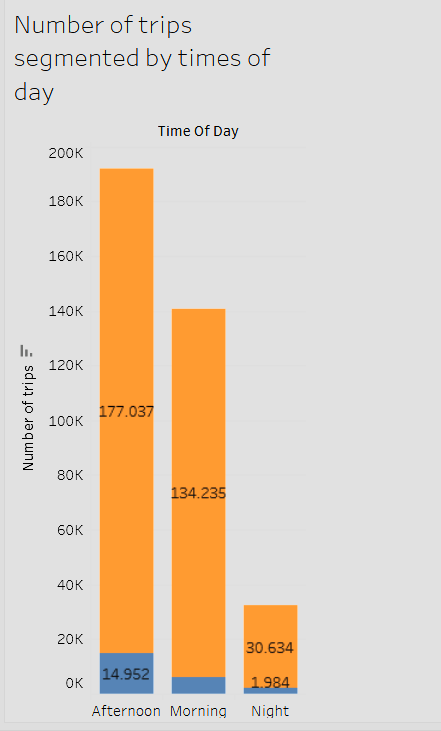 Number of trips
segmented by times of
day
Time Of Day
200K
180K
160K
140K
120K
100K
80K
60K
40K
20K
0K
Number of trips
177.037
14.952
134.235
30.634
1.984
Afternoon
Morning
Night